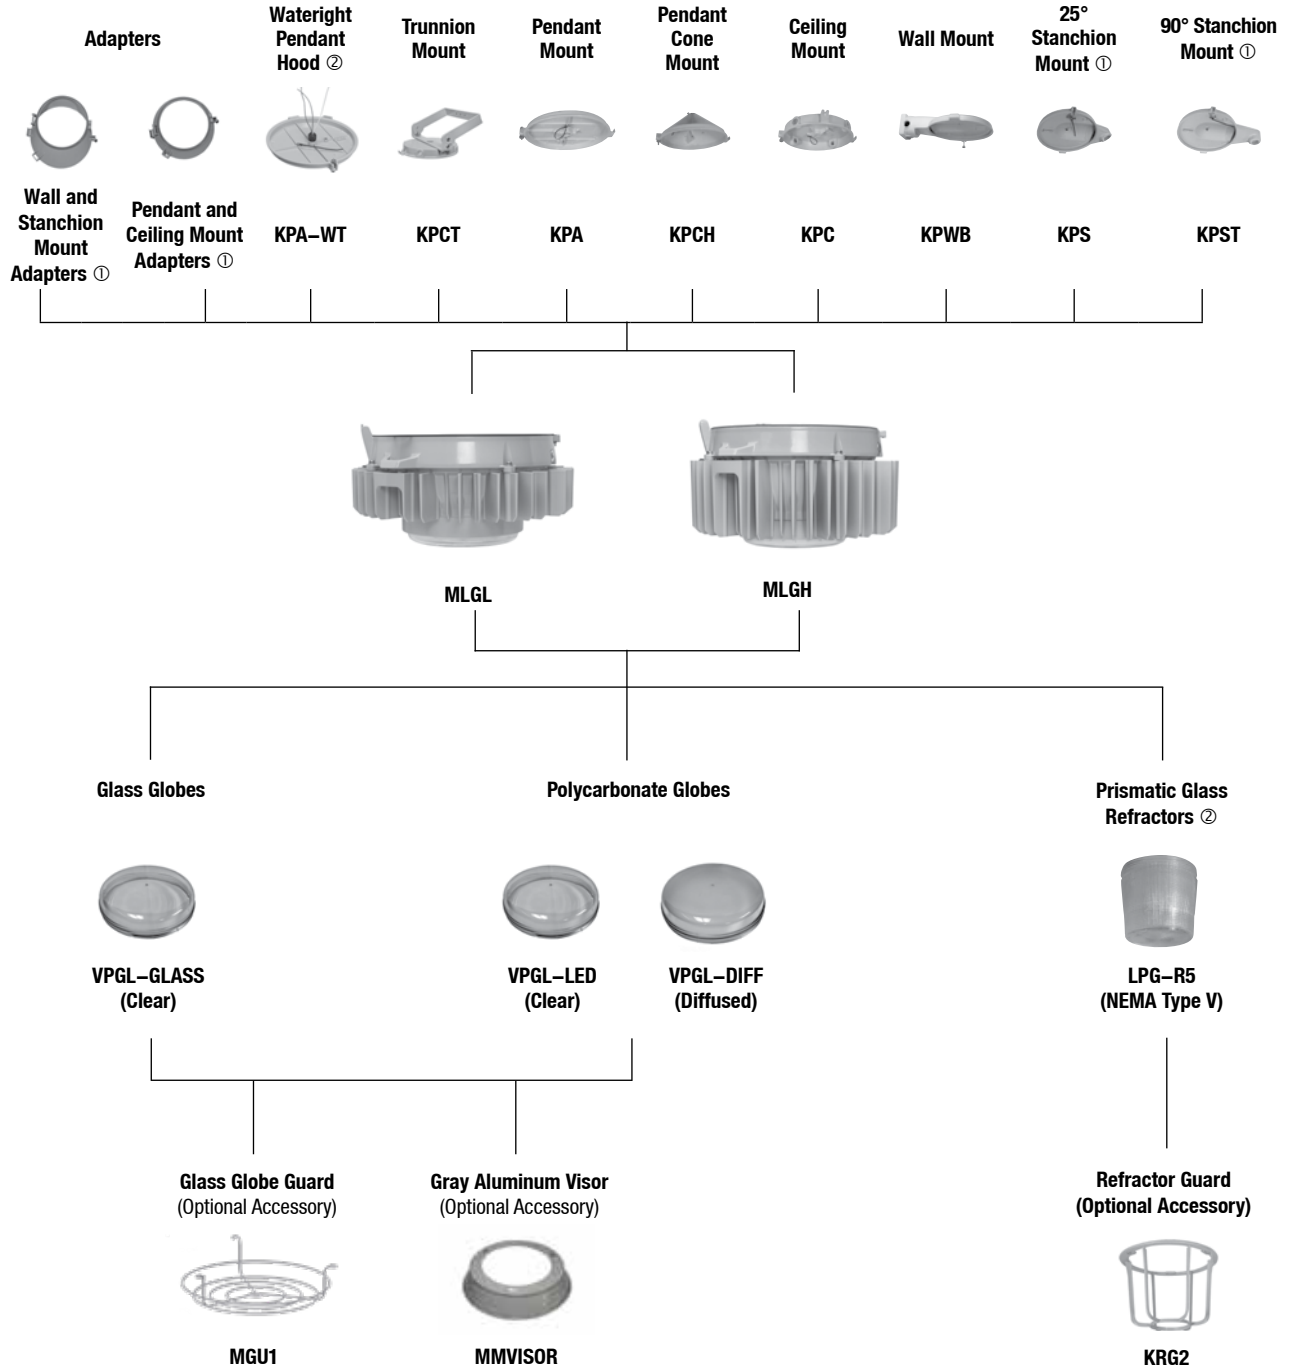 Adapters
Wateright
Pendant
Hood ②
Trunnion
Mount
Pendant
Mount
Pendant
Cone
Mount
Ceiling
Mount
Wall Mount
25°
Stanchion
Mount ①
90° Stanchion
Mount ①
Wall and
Stanchion
Mount
Adapters ①
Pendant and
Ceiling Mount
Adapters ①
KPA–WT
KPCT
KPA
KPCH
KPC
KPWB
KPS
KPST
MLGL
MLGH
Glass Globes
Polycarbonate Globes
Prismatic Glass
Refractors ②
VPGL–GLASS
(Clear)
VPGL–LED
(Clear)
VPGL–DIFF
(Diffused)
LPG–R5
(NEMA Type V)
Glass Globe Guard
(Optional Accessory)
Gray Aluminum Visor
(Optional Accessory)
Refractor Guard
(Optional Accessory)
MGU1
MMVISOR
KRG2